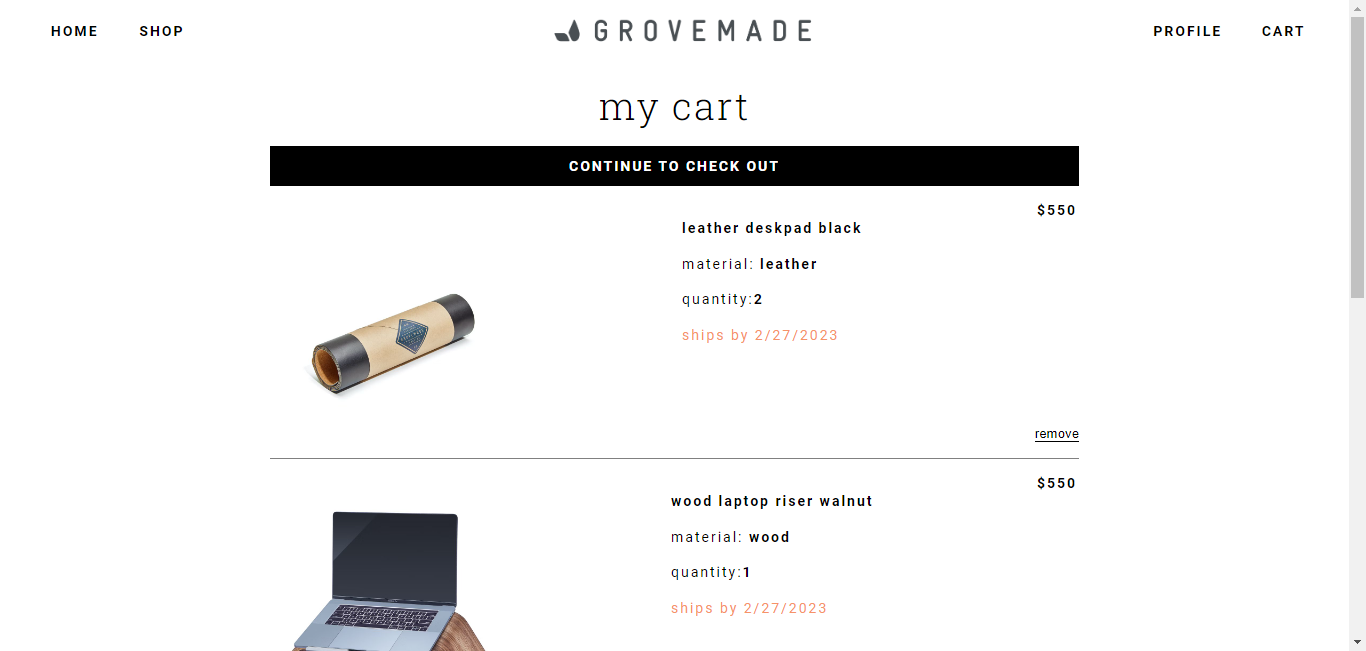 HOME SHOP GROVEMADE PROFILE CART
my cart
CONTINUE TO CHECK OUT
$550
leather deskpad black
material: leather
quantity:2
ships by 2/27/2023
remove
$550
wood laptop riser walnut
material: wood
quantity:1
ships by 2/27/2023